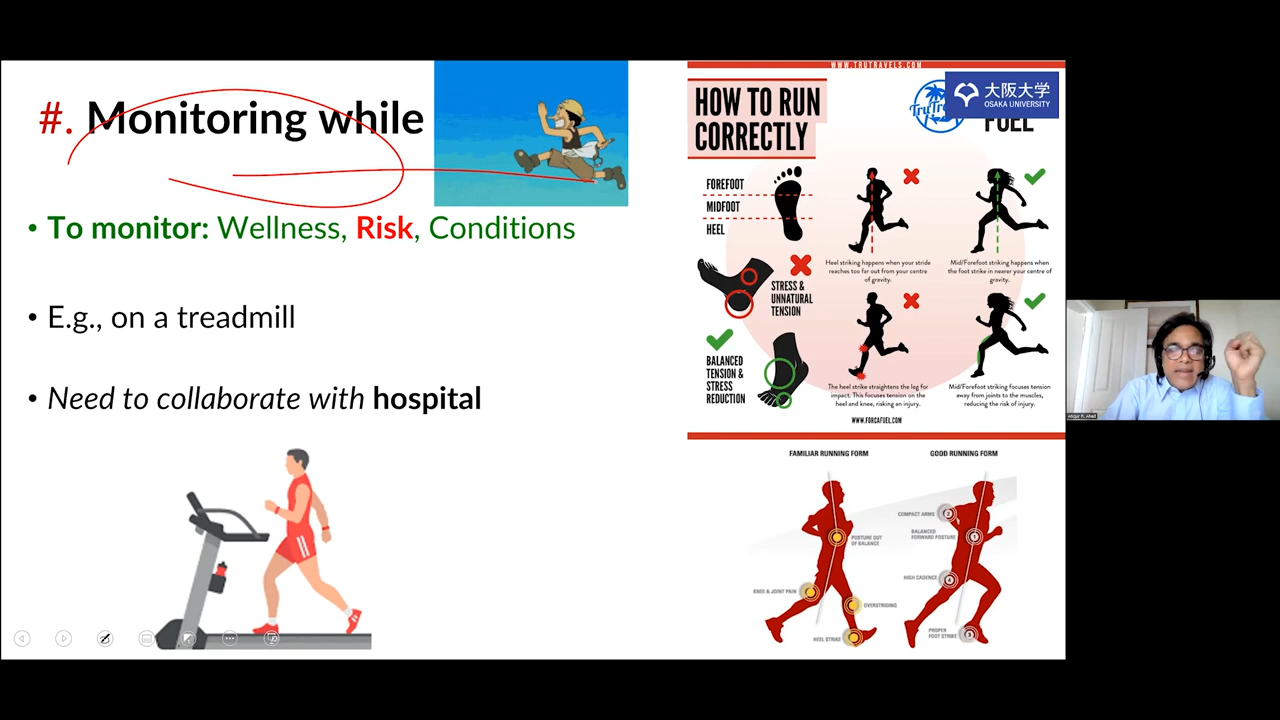 #. Monitoring while
• To monitor: Wellness, Risk, Conditions
• E.g., on a treadmill
• Need to collaborate with hospital
WWW.TRUTRAVELS.COM
HOW TO RUN
CORRECTLY
大阪大学
OSAKA UNIVERSITY
FUEL
FOREFOOT
MIDFOOT
HEEL
Heel striking happens when your stride
reaches too far out from your centre
of gravity.
Mid/Forefoot striking happens when
the foot strike in nearer your centre of
gravity.
STRESS &
UNNATURAL
TENSION
BALANCED
TENSION &
STRESS
REDUCTION
The heel strike straightens the leg for
impact. This focuses tension on the
heel and knee, risking an injury.
Mid/Forefoot striking focuses tension
away from joints to the muscles,
reducing the risk of injury.
WWW.FORCAFUEL.COM
FAMILIAR RUNNING FORM
GOOD RUNNING FORM
POSTURE OUT
OF BALANCE
KNEE & JOINT PAIN
OVERSTRIDING
HEEL STRIKE
COMPACT ARMS
2
BALANCED
FORWARD POSTURE
1
HIGH CADENCE
4
PROPER
FOOT STRIKE
3
Atiqur R. Ahad